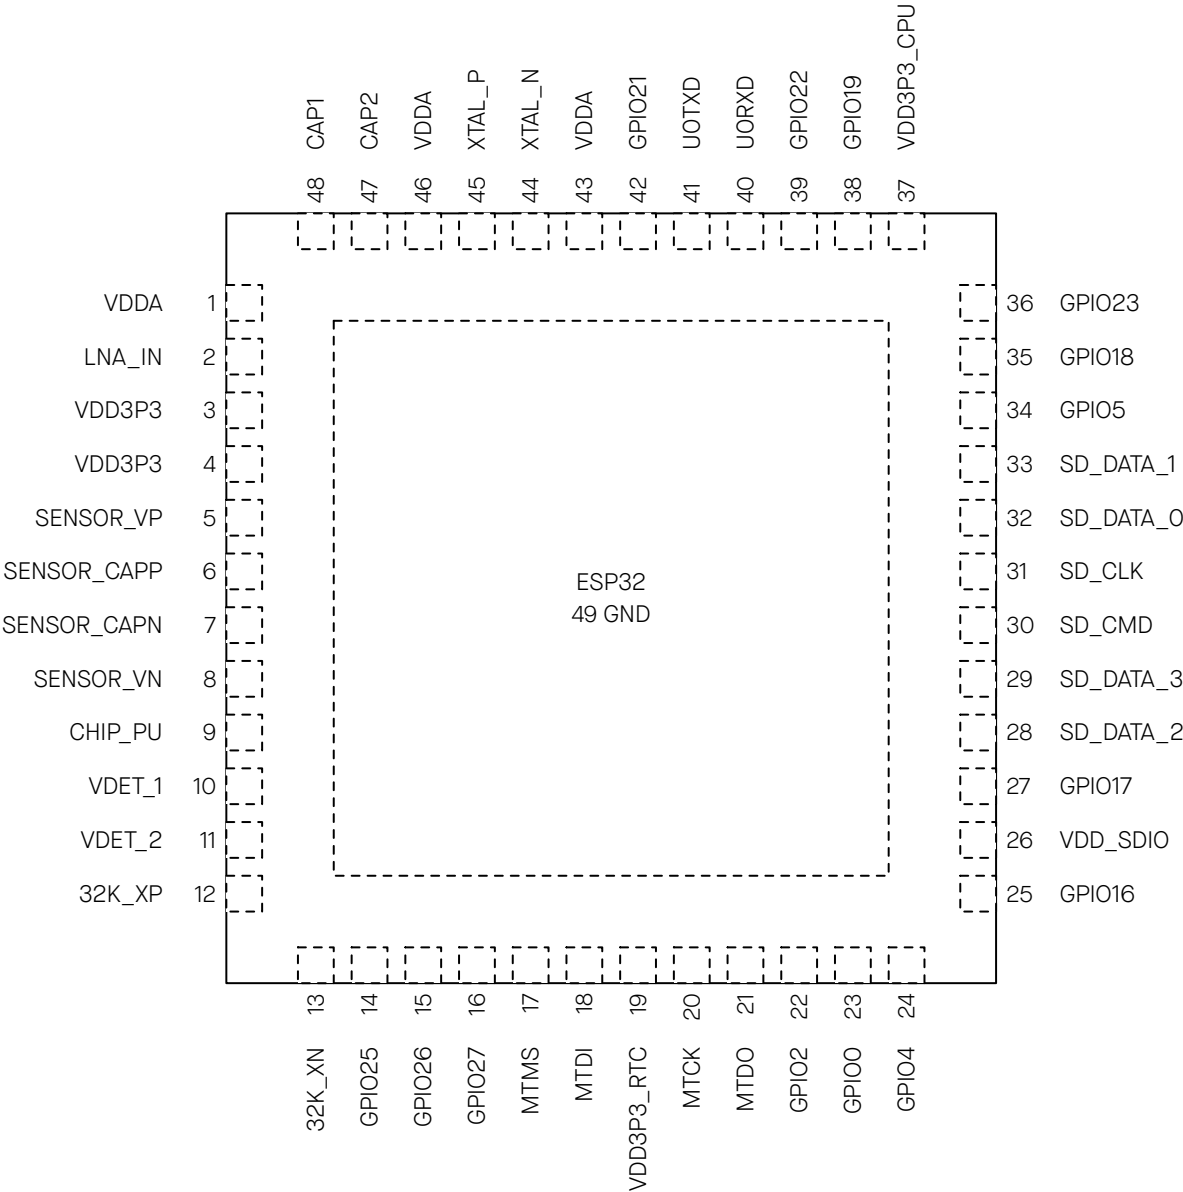 CAP1
CAP2
VDDA
XTAL_P
XTAL_N
VDDA
GPIO21
U0TXD
U0RXD
GPIO22
GPIO19
VDD3P3_CPU
48
47
46
45
44
43
42
41
40
39
38
37
VDDA 1
LNA_IN 2
VDD3P3 3
VDD3P3 4
SENSOR_VP 5
SENSOR_CAPP 6
SENSOR_CAPN 7
SENSOR_VN 8
CHIP_PU 9
VDET_1 10
VDET_2 11
32K_XP 12
ESP32
49 GND
36 GPIO23
35 GPIO18
34 GPIO5
33 SD_DATA_1
32 SD_DATA_0
31 SD_CLK
30 SD_CMD
29 SD_DATA_3
28 SD_DATA_2
27 GPIO17
26 VDD_SDIO
25 GPIO16
13
14
15
16
17
18
19
20
21
22
23
24
32K_XN
GPIO25
GPIO26
GPIO27
MTMS
MTDI
VDD3P3_RTC
MTCK
MTDO
GPIO2
GPIO0
GPIO4